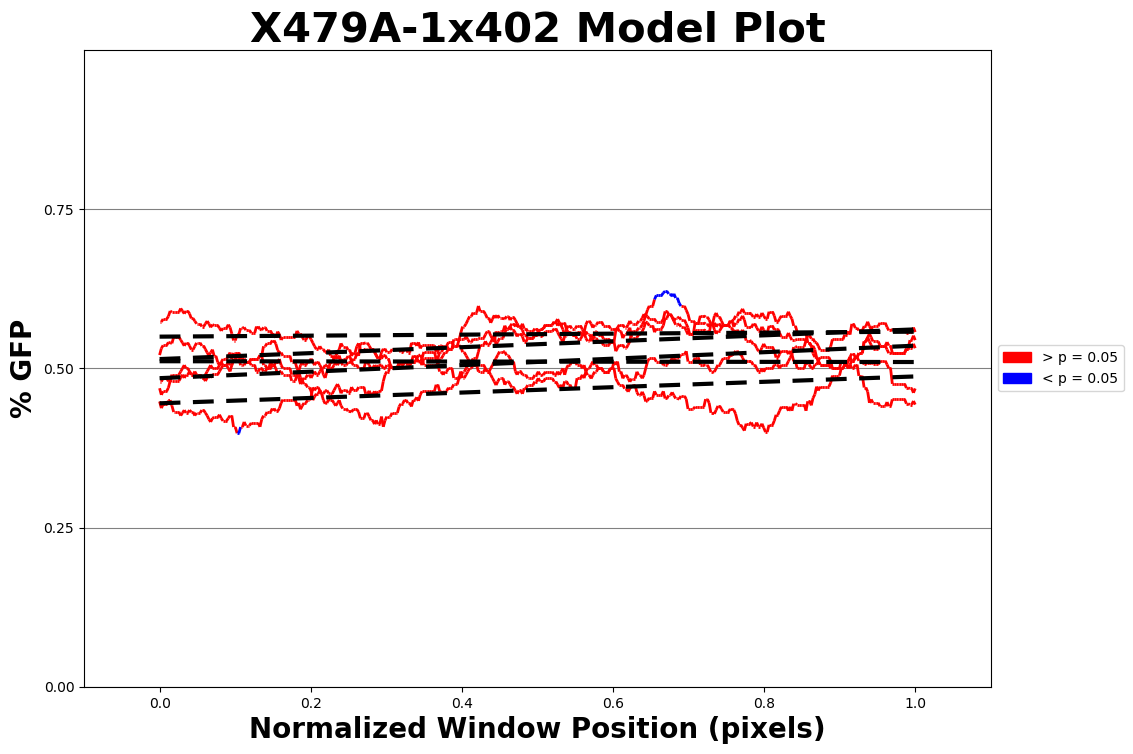 X479A-1x402 Model Plot
% GFP
0.75
0.50
0.25
0.00
0.0 0.2 0.4 0.6 0.8 1.0
Normalized Window Position (pixels)
> p = 0.05
< p = 0.05